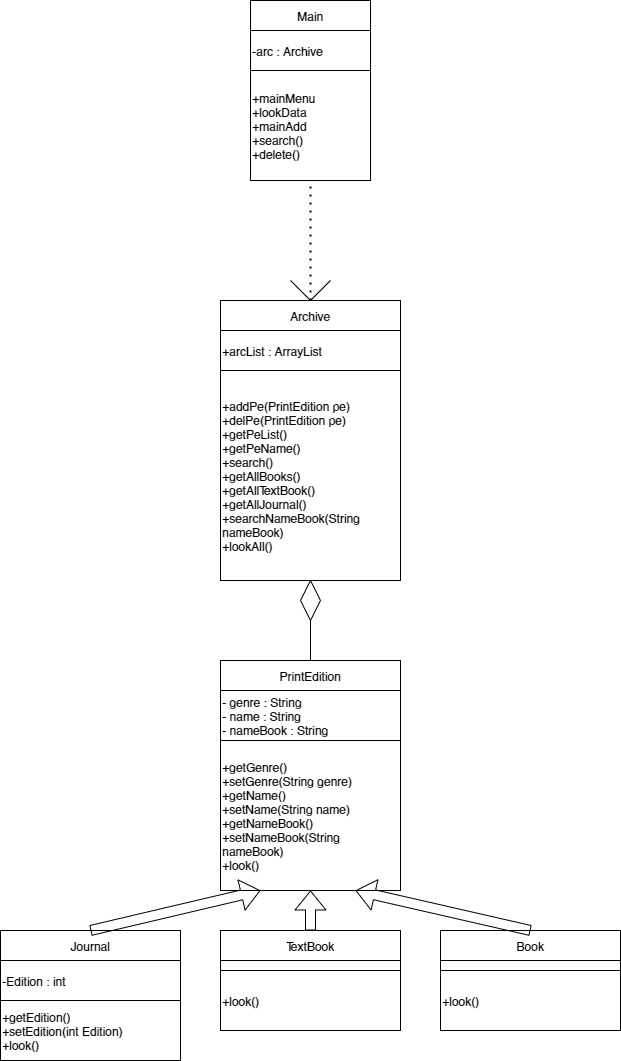 Main
-arc : Archive
+mainMenu
+lookData
+mainAdd
+search()
+delete()
Archive
+arcList : ArrayList
+addPe(PrintEdition pe)
+delPe(PrintEdition pe)
+getPeList()
+getPeName()
+search()
+getAllBooks()
+getAllTextBook()
+getAllJournal()
+searchNameBook(String
nameBook)
+lookAll()
PrintEdition
- genre : String
- name : String
- nameBook : String
+getGenre()
+setGenre(String genre)
+getName()
+setName(String name)
+getNameBook()
+setNameBook(String
nameBook)
+look()
Journal
-Edition : int
+getEdition()
+setEdition(int Edition)
+look()
TextBook
+look()
Book
+look()